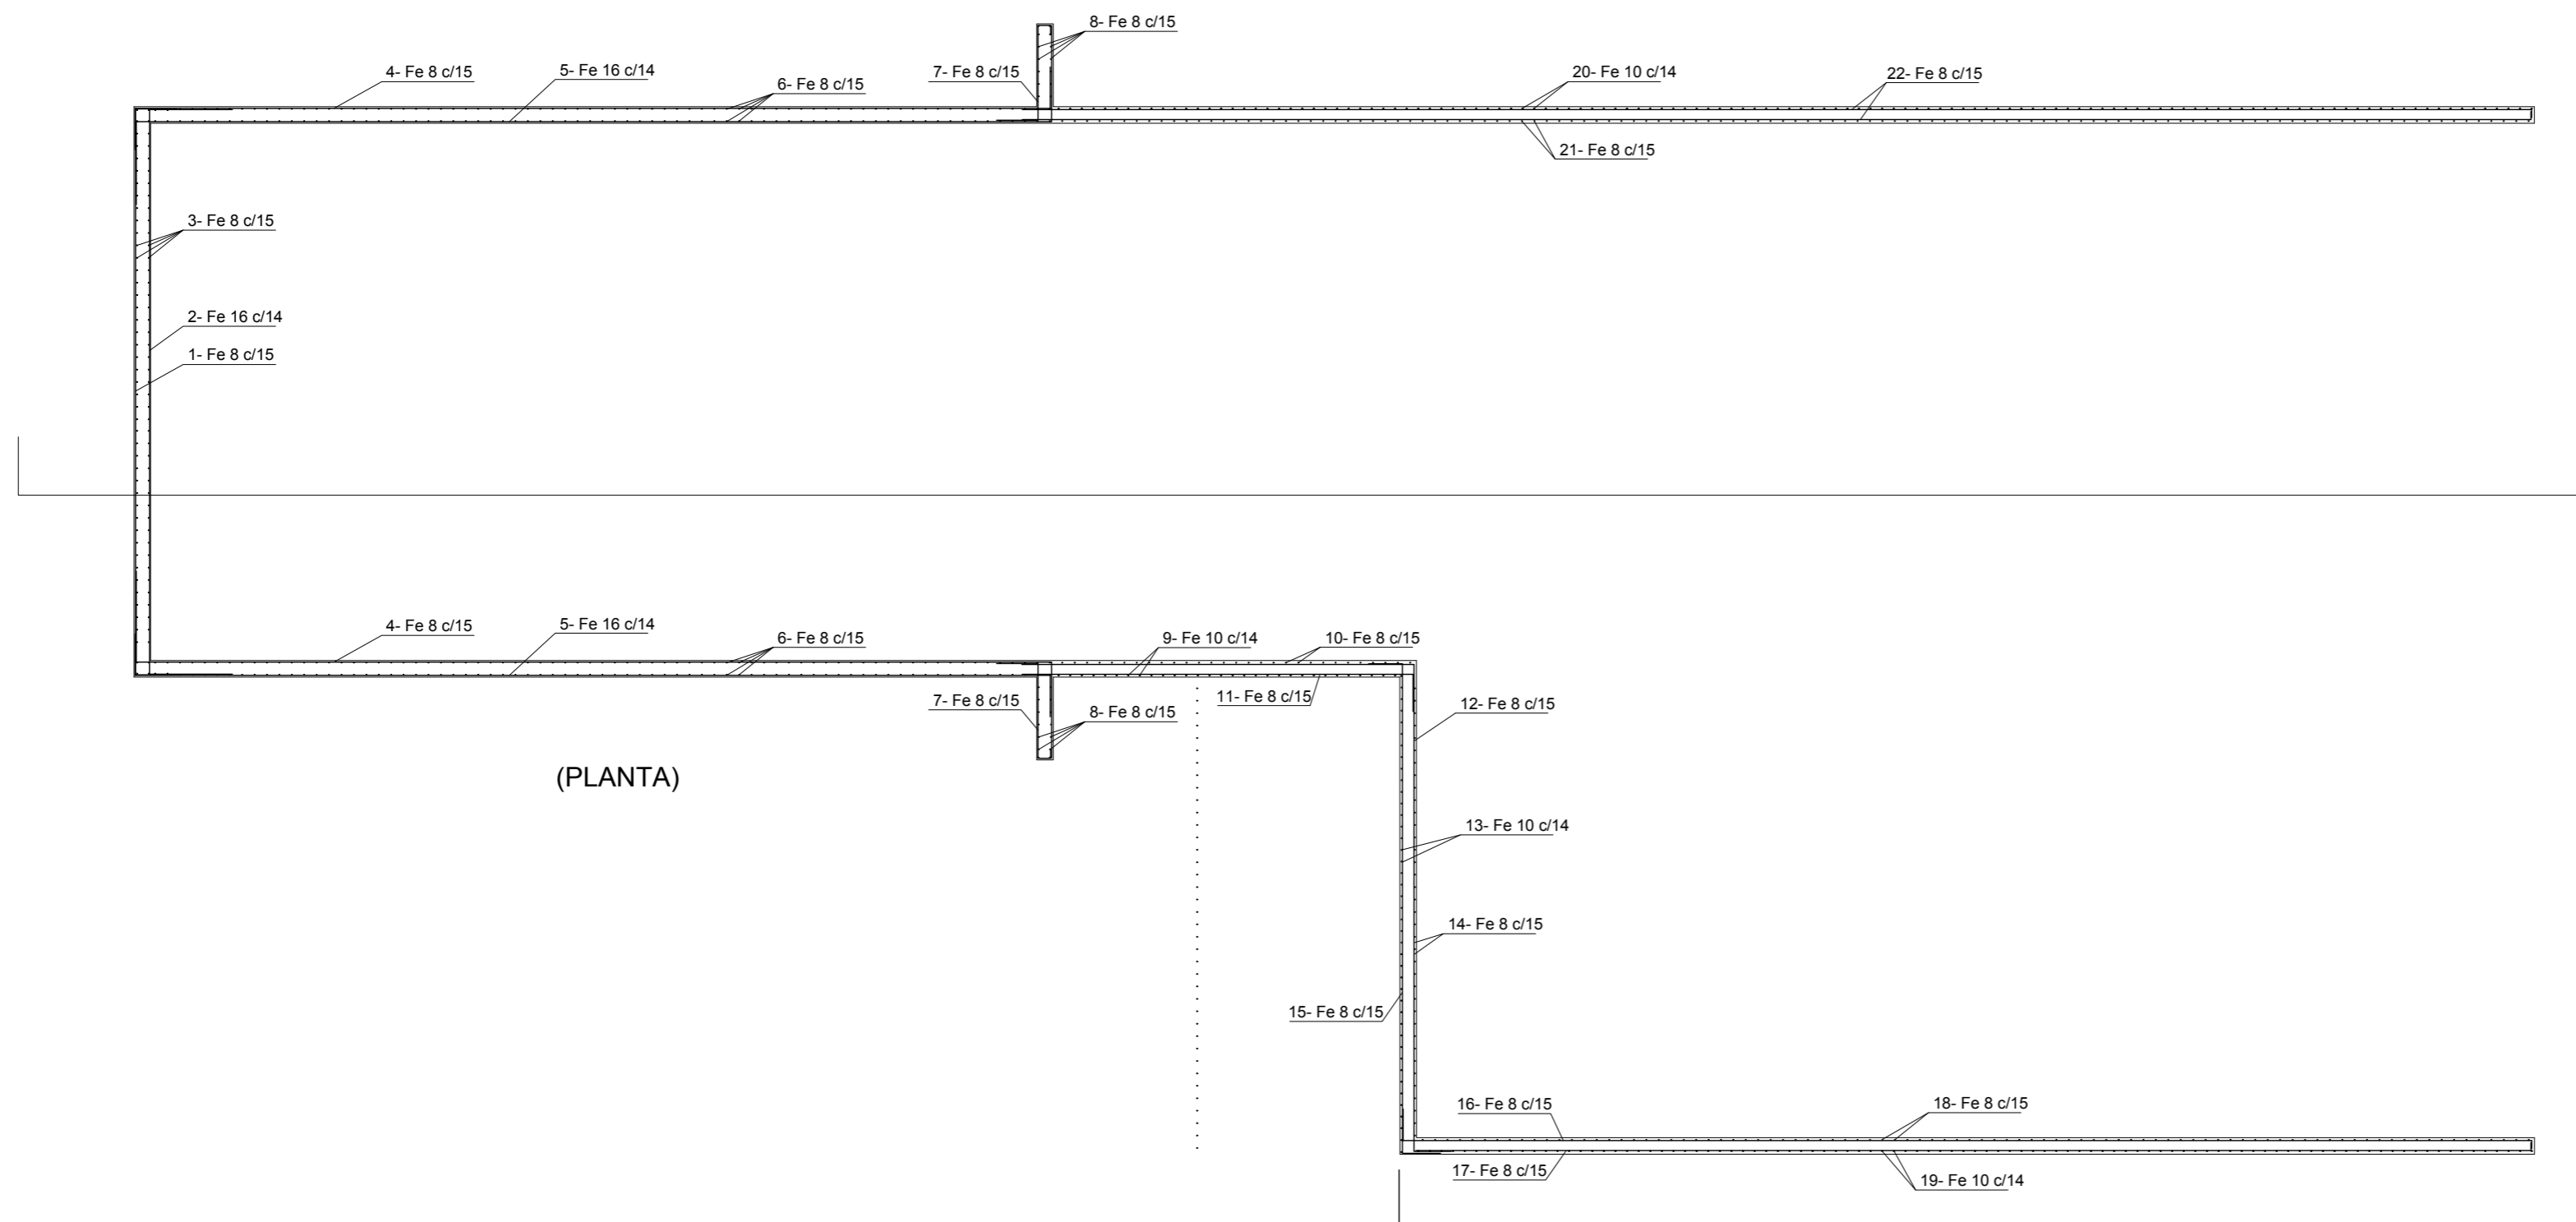 8- Fe 8 c/15
4- Fe 8 c/15
5- Fe 16 c/14
6- Fe 8 c/15
7- Fe 8 c/15
20- Fe 10 c/14
22- Fe 8 c/15
21- Fe 8 c/15
3- Fe 8 c/15
2- Fe 16 c/14
1- Fe 8 c/15
4- Fe 8 c/15
5- Fe 16 c/14
6- Fe 8 c/15
9- Fe 10 c/14
10- Fe 8 c/15
7- Fe 8 c/15
8- Fe 8 c/15
11- Fe 8 c/15
12- Fe 8 c/15
(PLANTA)
13- Fe 10 c/14
14- Fe 8 c/15
15- Fe 8 c/15
16- Fe 8 c/15
18- Fe 8 c/15
17- Fe 8 c/15
19- Fe 10 c/14